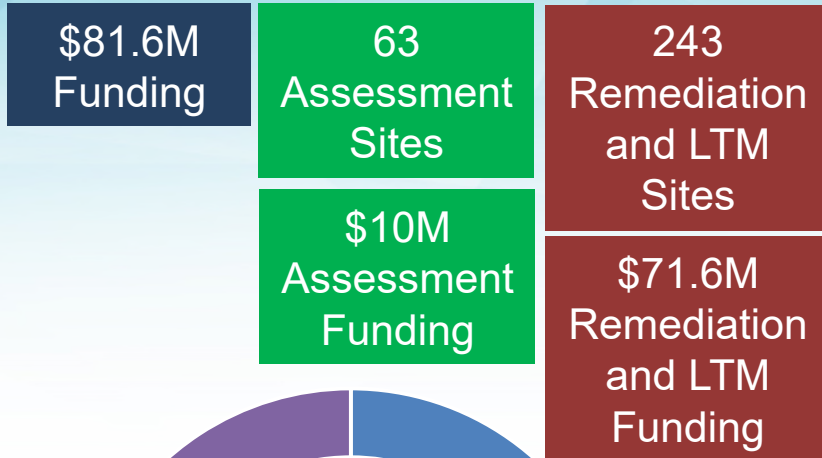 $81.6M
Funding
63
Assessment
Sites
$10M
Assessment
Funding
243
Remediation
and LTM
Sites
$71.6M
Remediation
and LTM
Funding